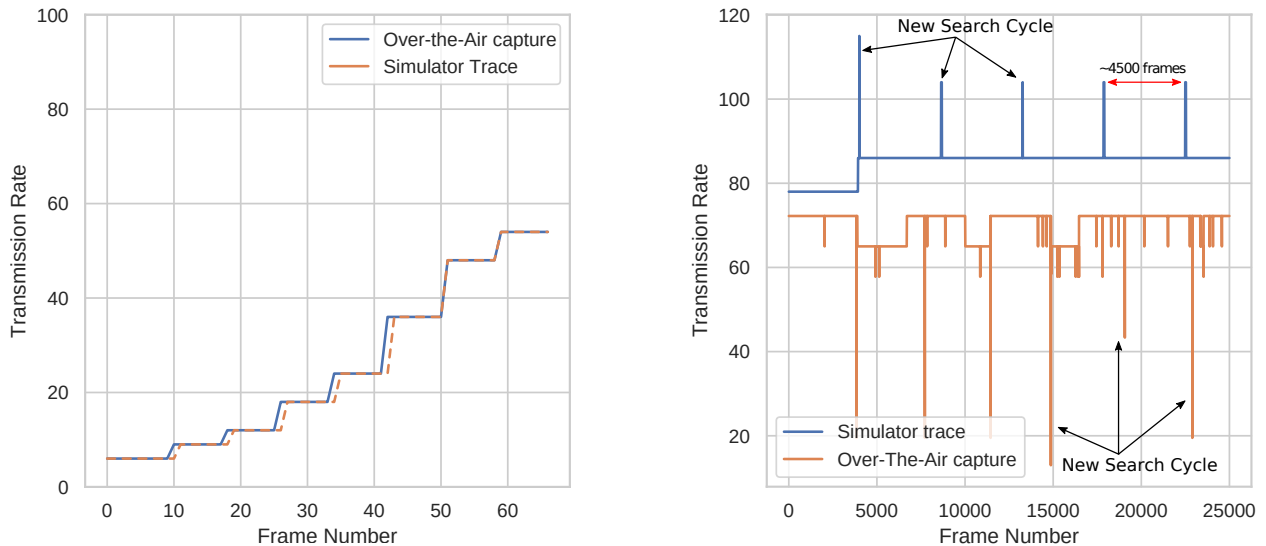 100
80
60
40
20
0
Transmission Rate
Over-the-Air capture
Simulator Trace
0 10 20 30 40 50 60
Frame Number
120
100
80
60
40
20
Transmission Rate
New Search Cycle
~4500 frames
Simulator trace
Over-The-Air capture
New Search Cycle
0 5000 10000 15000 20000 25000
Frame Number